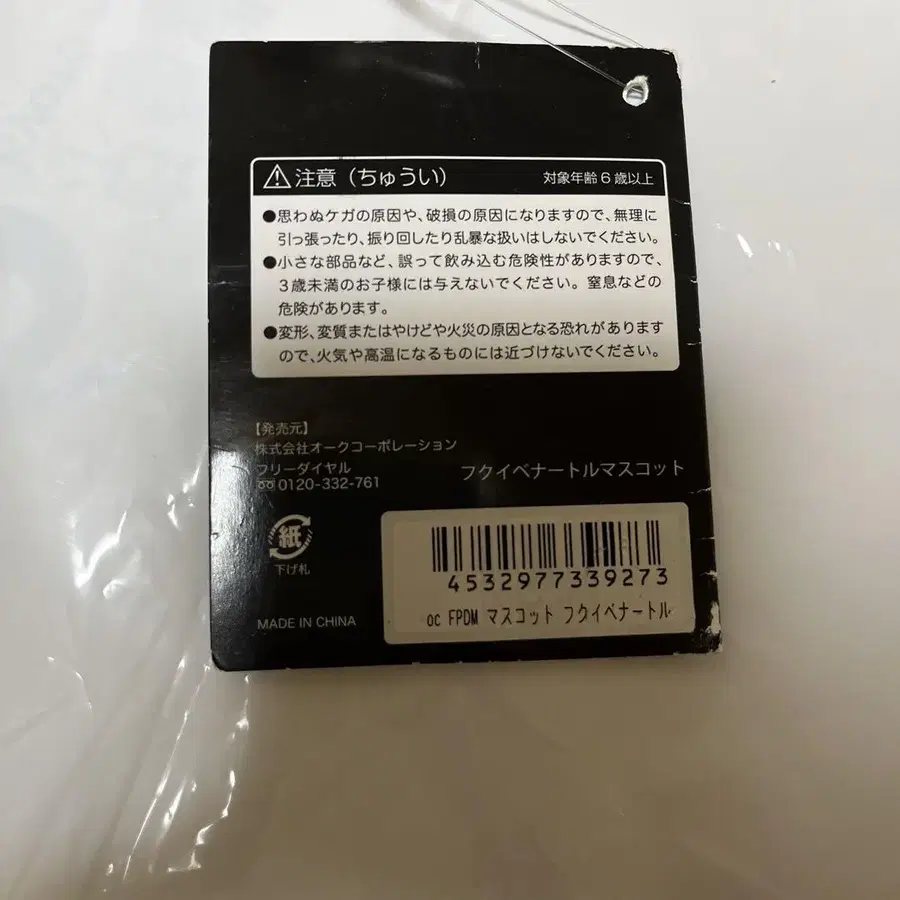 ⚠注意（ちゅうい） 対象年齢6歳以上
●思わぬケガの原因や、破損の原因になりますので、無理に
引っ張ったり、振り回したり乱暴な扱いはしないでください。
●小さな部品など、誤って飲み込む危険性がありますので、
3歳未満のお子様には与えないでください。窒息などの
危険があります。
●変形、変質またはやけどや火災の原因となる恐れがあります
ので、火気や高温になるものには近づけないでください。
【発売元】
株式会社オークコーポレーション
フリーダイヤル
0120-332-761
フクイベナートルマスコット
紙
下げ札
MADE IN CHINA
4532977339273
oc FPDM マスコット フクイベナートル